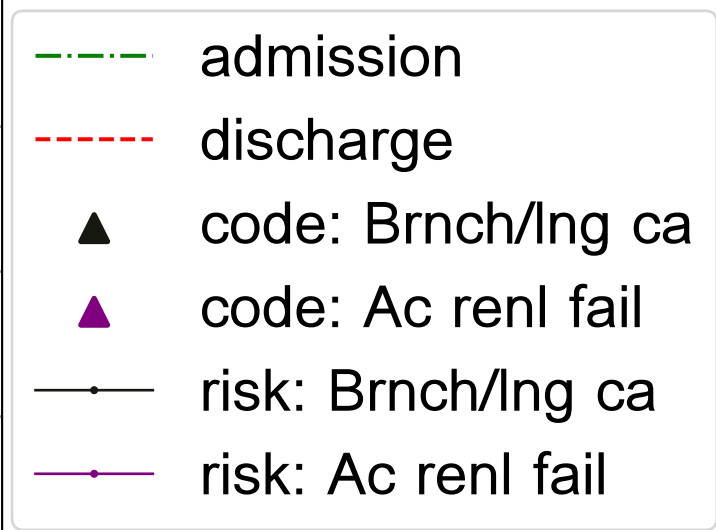 admission
discharge
code: Brnch/lng ca
code: Ac renl fail
risk: Brnch/lng ca
risk: Ac renl fail